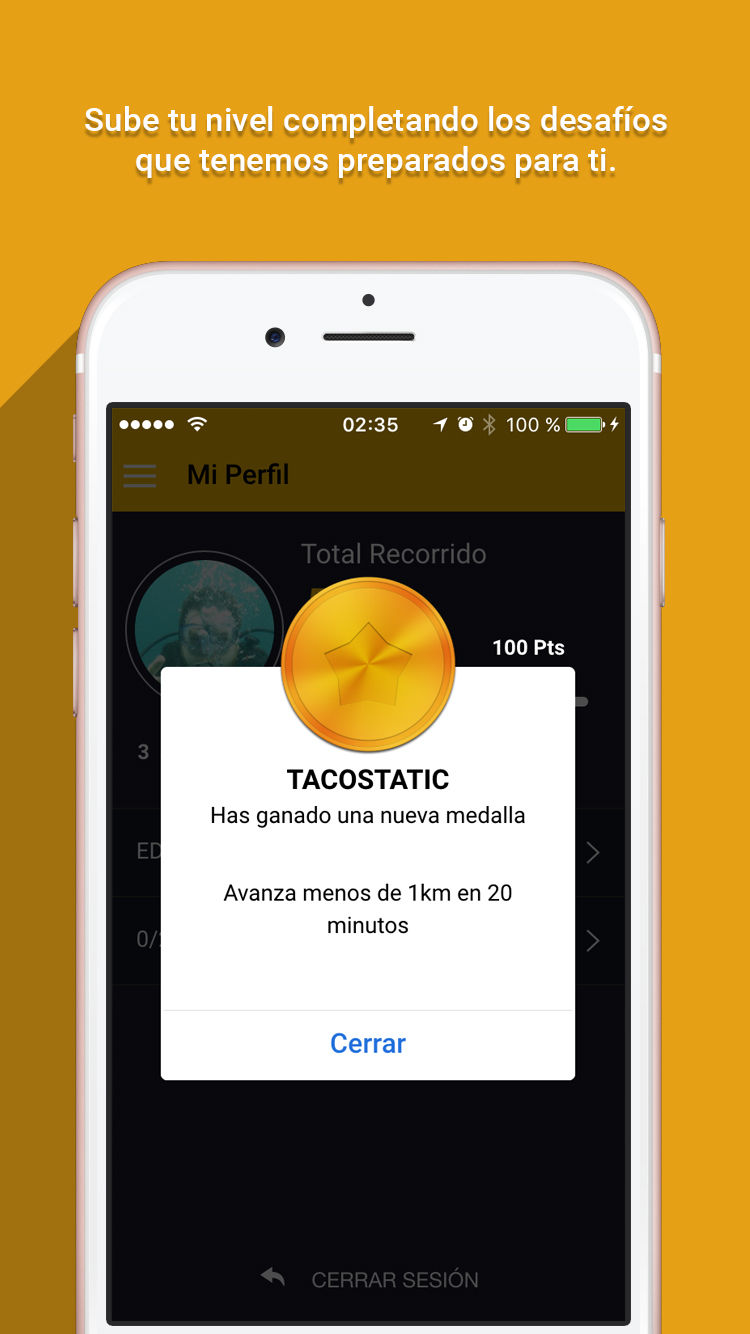 Sube tu nivel completando los desafíos
que tenemos preparados para ti.
02:35
100 %
Mi Perfil
Total Recorrido
100 Pts
3
TACOSTATIC
Has ganado una nueva medalla
ED
Avanza menos de 1km en 20
minutos
0/
Cerrar
CERRAR SESIÓN